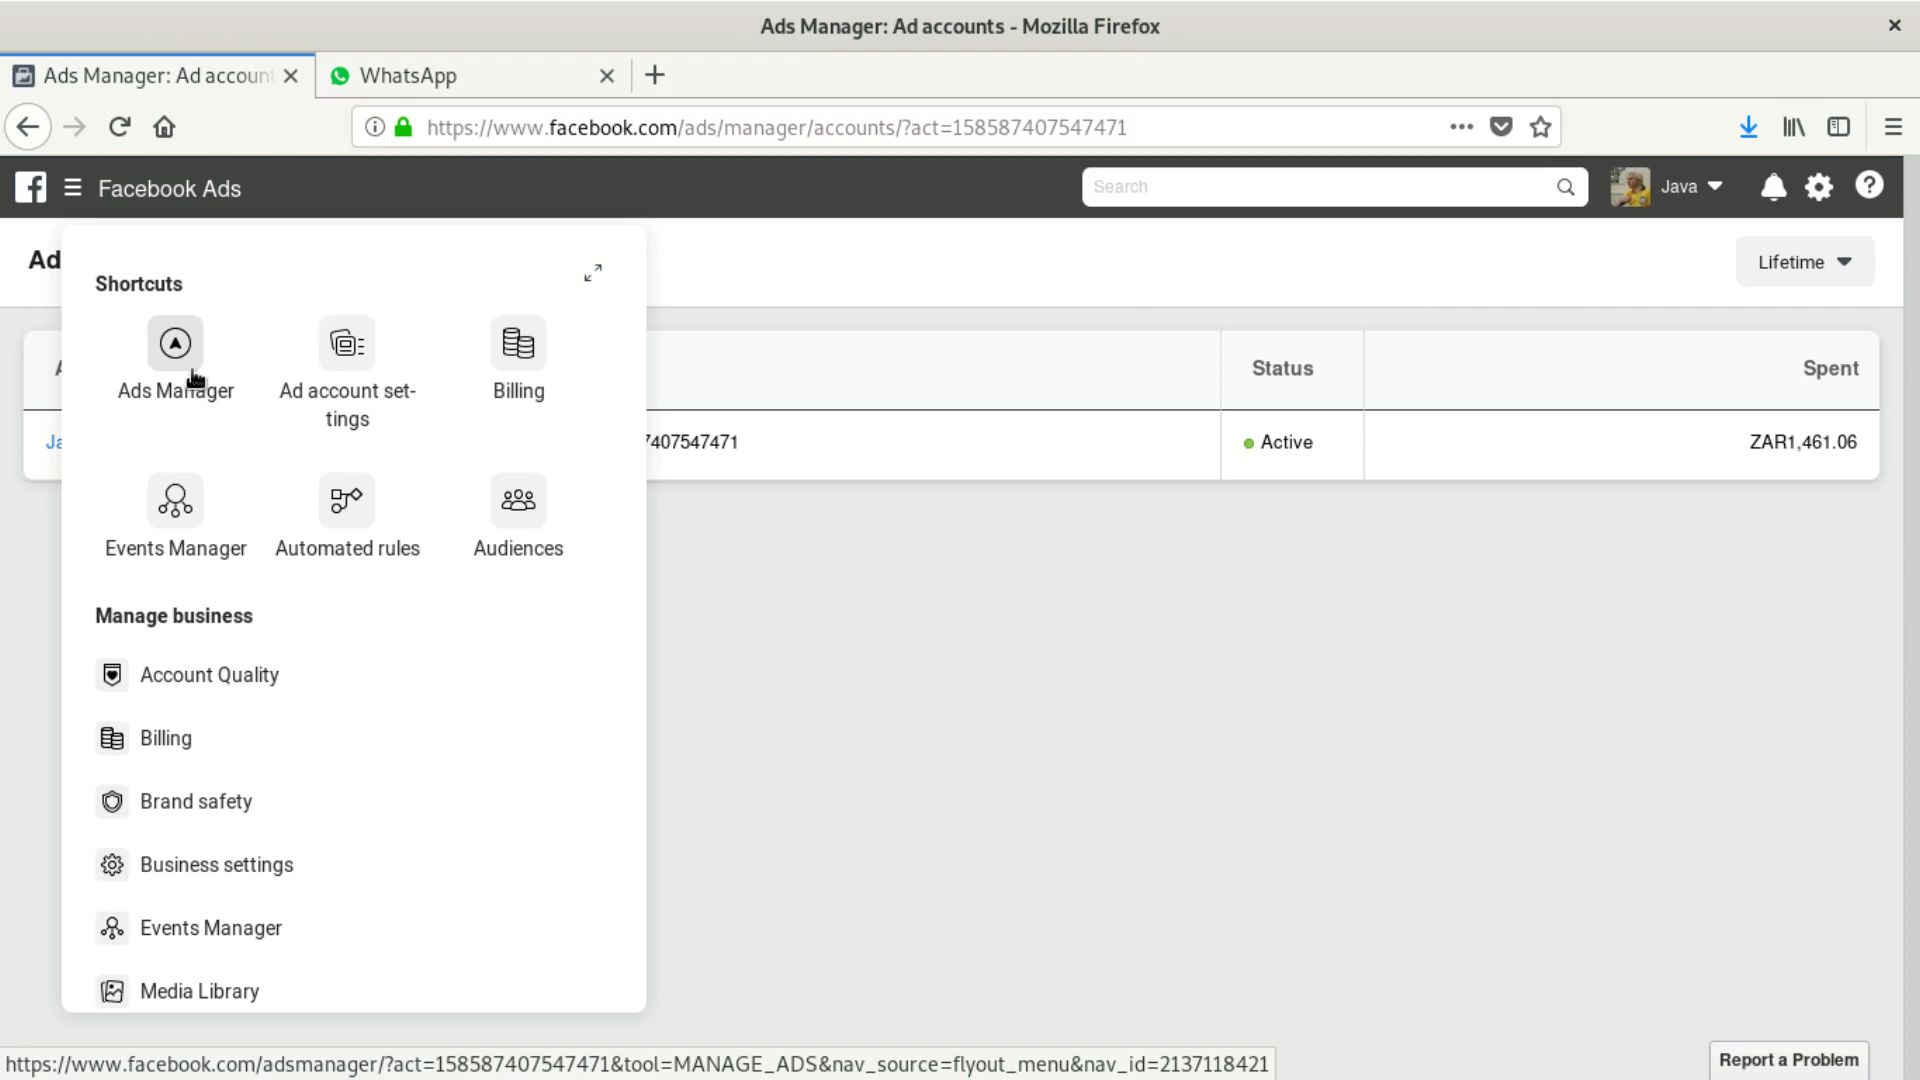 Ads Manager: Ad accounts - Mozilla Firefox
Ads Manager: Ad account
WhatsApp
https://www.facebook.com/ads/manager/accounts/?act=158587407547471
Facebook Ads
Search
Java
Ad
Lifetime
Shortcuts
Ads Manager
Ad account set-
tings
Billing
Status
Spent
Ja
7407547471
Active
ZAR1,461.06
Events Manager
Automated rules
Audiences
Manage business
Account Quality
Billing
Brand safety
Business settings
Events Manager
Media Library
https://www.facebook.com/adsmanager/?act=158587407547471&tool=MANAGE_ADS&nav_source=flyout_menu&nav_id=2137118421
Report a Problem